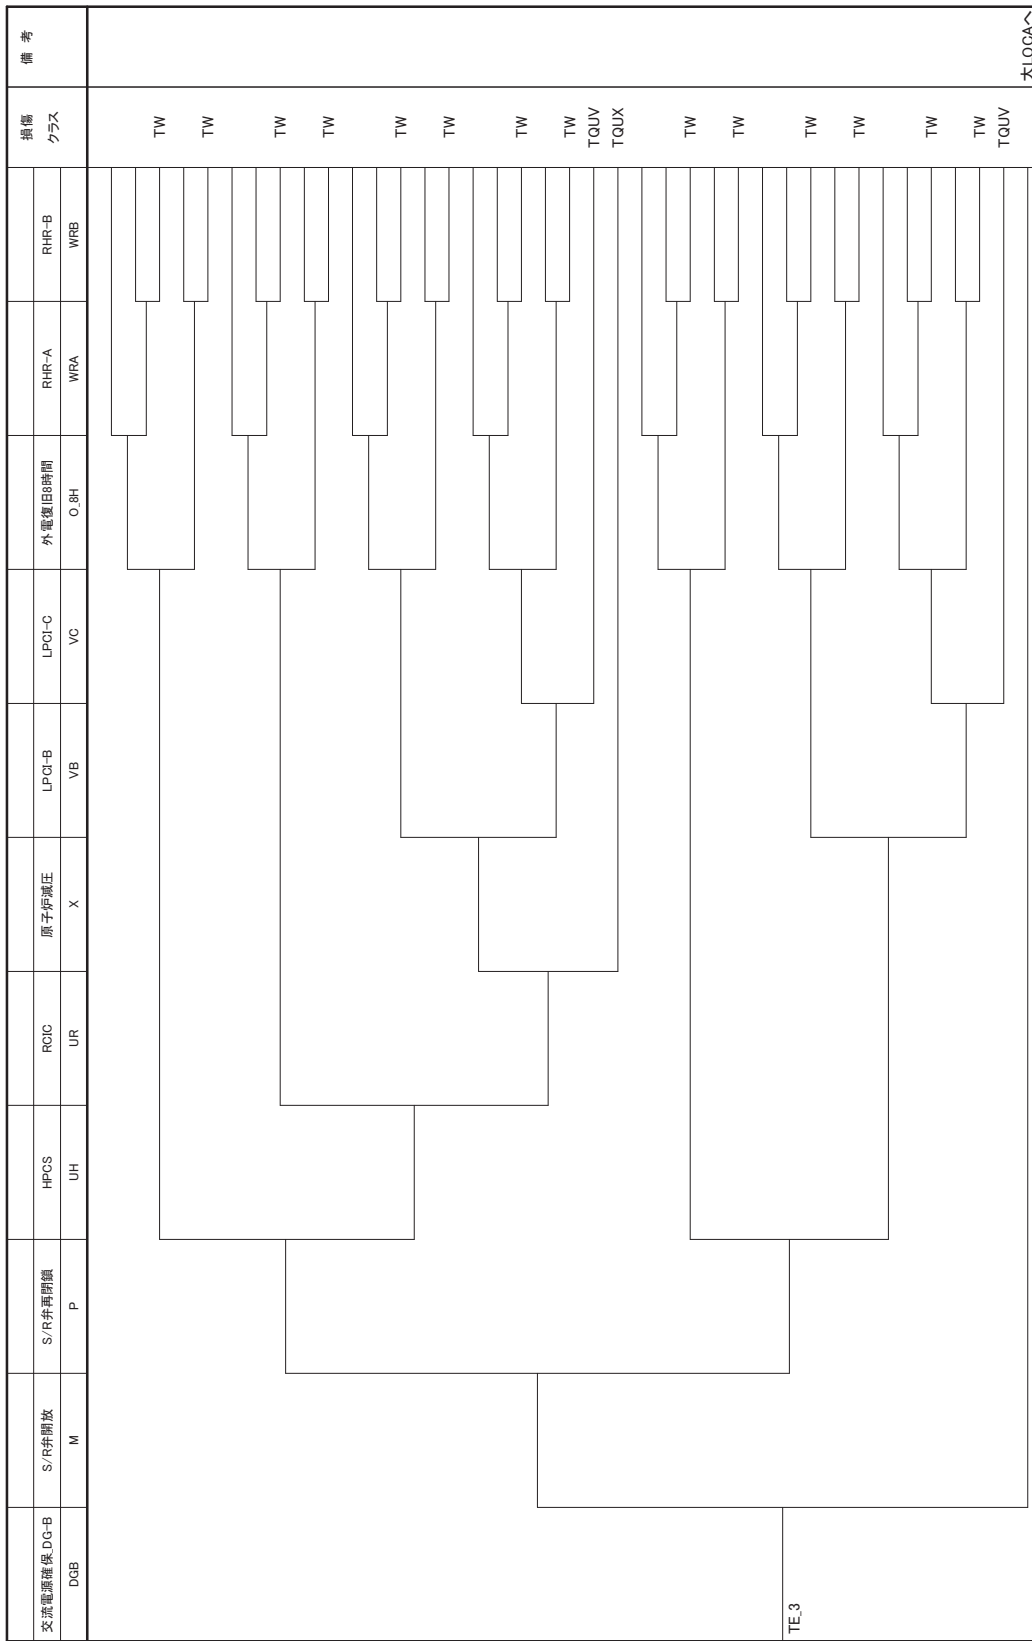 交流電源確保_DG-B
S/R弁開放
S/R弁再閉鎖
HPCS
RCIC
原子炉減圧
LPCI-B
LPCI-C
外電復旧8時間
RHR-A
RHR-B
損傷
クラス
備 考
DGB
M
P
UH
UR
X
VB
VC
O_8H
WRA
WRB
TW
TW
TW
TW
TW
TW
TW
TW
TQUV
TQUX
TW
TW
TW
TW
TW
TW
TQUV
大LOCAへ
TE_3